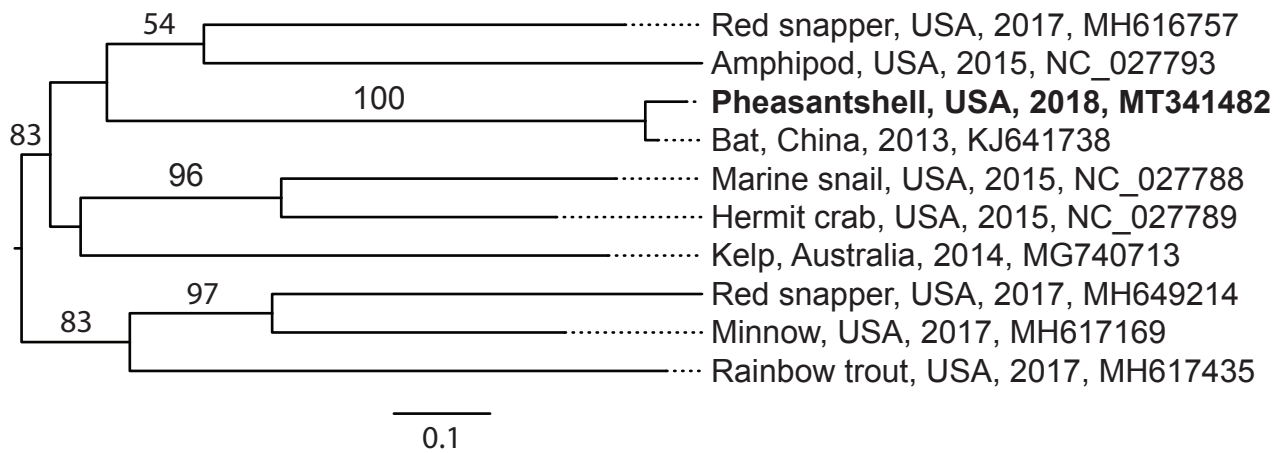 54
Red snapper, USA, 2017, MH616757
Amphipod, USA, 2015, NC_027793
100
Pheasantshell, USA, 2018, MT341482
83
Bat, China, 2013, KJ641738
96
Marine snail, USA, 2015, NC_027788
Hermit crab, USA, 2015, NC_027789
Kelp, Australia, 2014, MG740713
97
Red snapper, USA, 2017, MH649214
83
Minnow, USA, 2017, MH617169
Rainbow trout, USA, 2017, MH617435
0.1